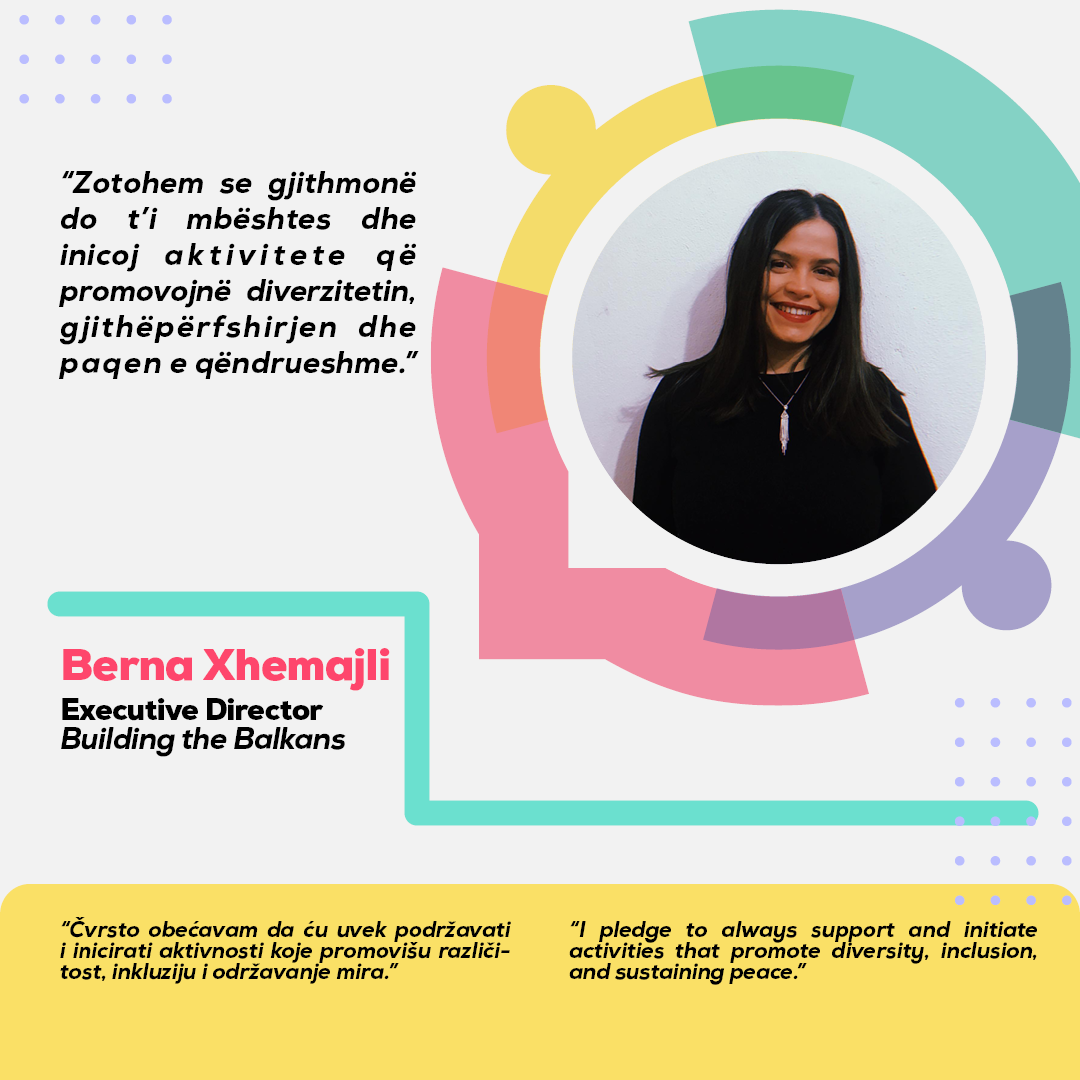 “Zotohem se gjithmonë
do t’i mbështes dhe
inicoj aktivitete që
promovojnë diverzitetin,
gjithëpërfshirjen dhe
paqen e qëndrueshme.”
Berna Xhemajli
Executive Director
Building the Balkans
“Čvrsto obećavam da ću uvek podržavati
i inicirati aktivnosti koje promovišu različi-
tost, inkluziju i održavanje mira.”
“I pledge to always support and initiate
activities that promote diversity, inclusion,
and sustaining peace.”